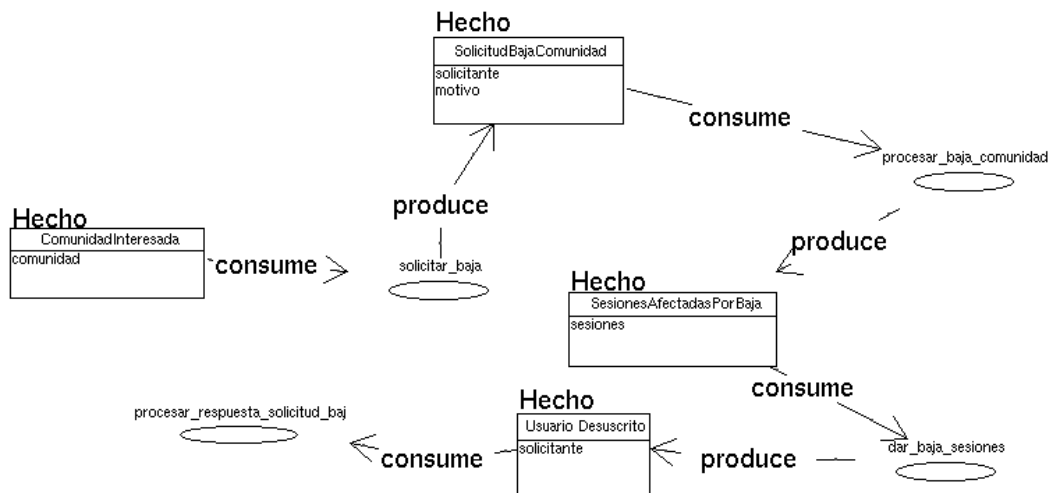 Hecho
SolicitudBajaComunidad
solicitante
motivo
consume
procesar_baja_comunidad
produce
Hecho
ComunidadInteresada
comunidad
consume
solicitar_baja
produce
Hecho
SesionesAfectadasPorBaja
sesiones
consume
procesar_respuesta_solicitud_baj
Hecho
Usuario Desuscrito
solicitante
consume
produce
dar_baja_sesiones